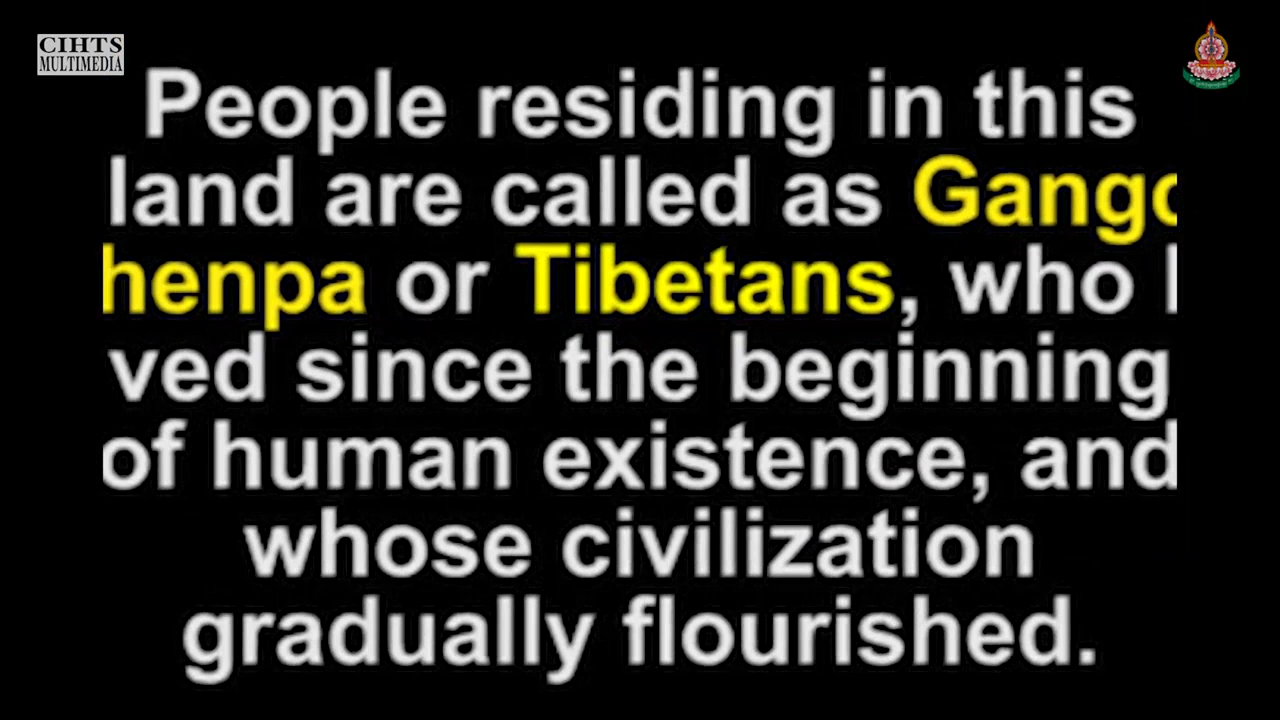 CIHTS
MULTIMEDIA
People residing in this
land are called as Gangc
henpa or Tibetans, who l
ved since the beginning
of human existence, and
whose civilization
gradually flourished.